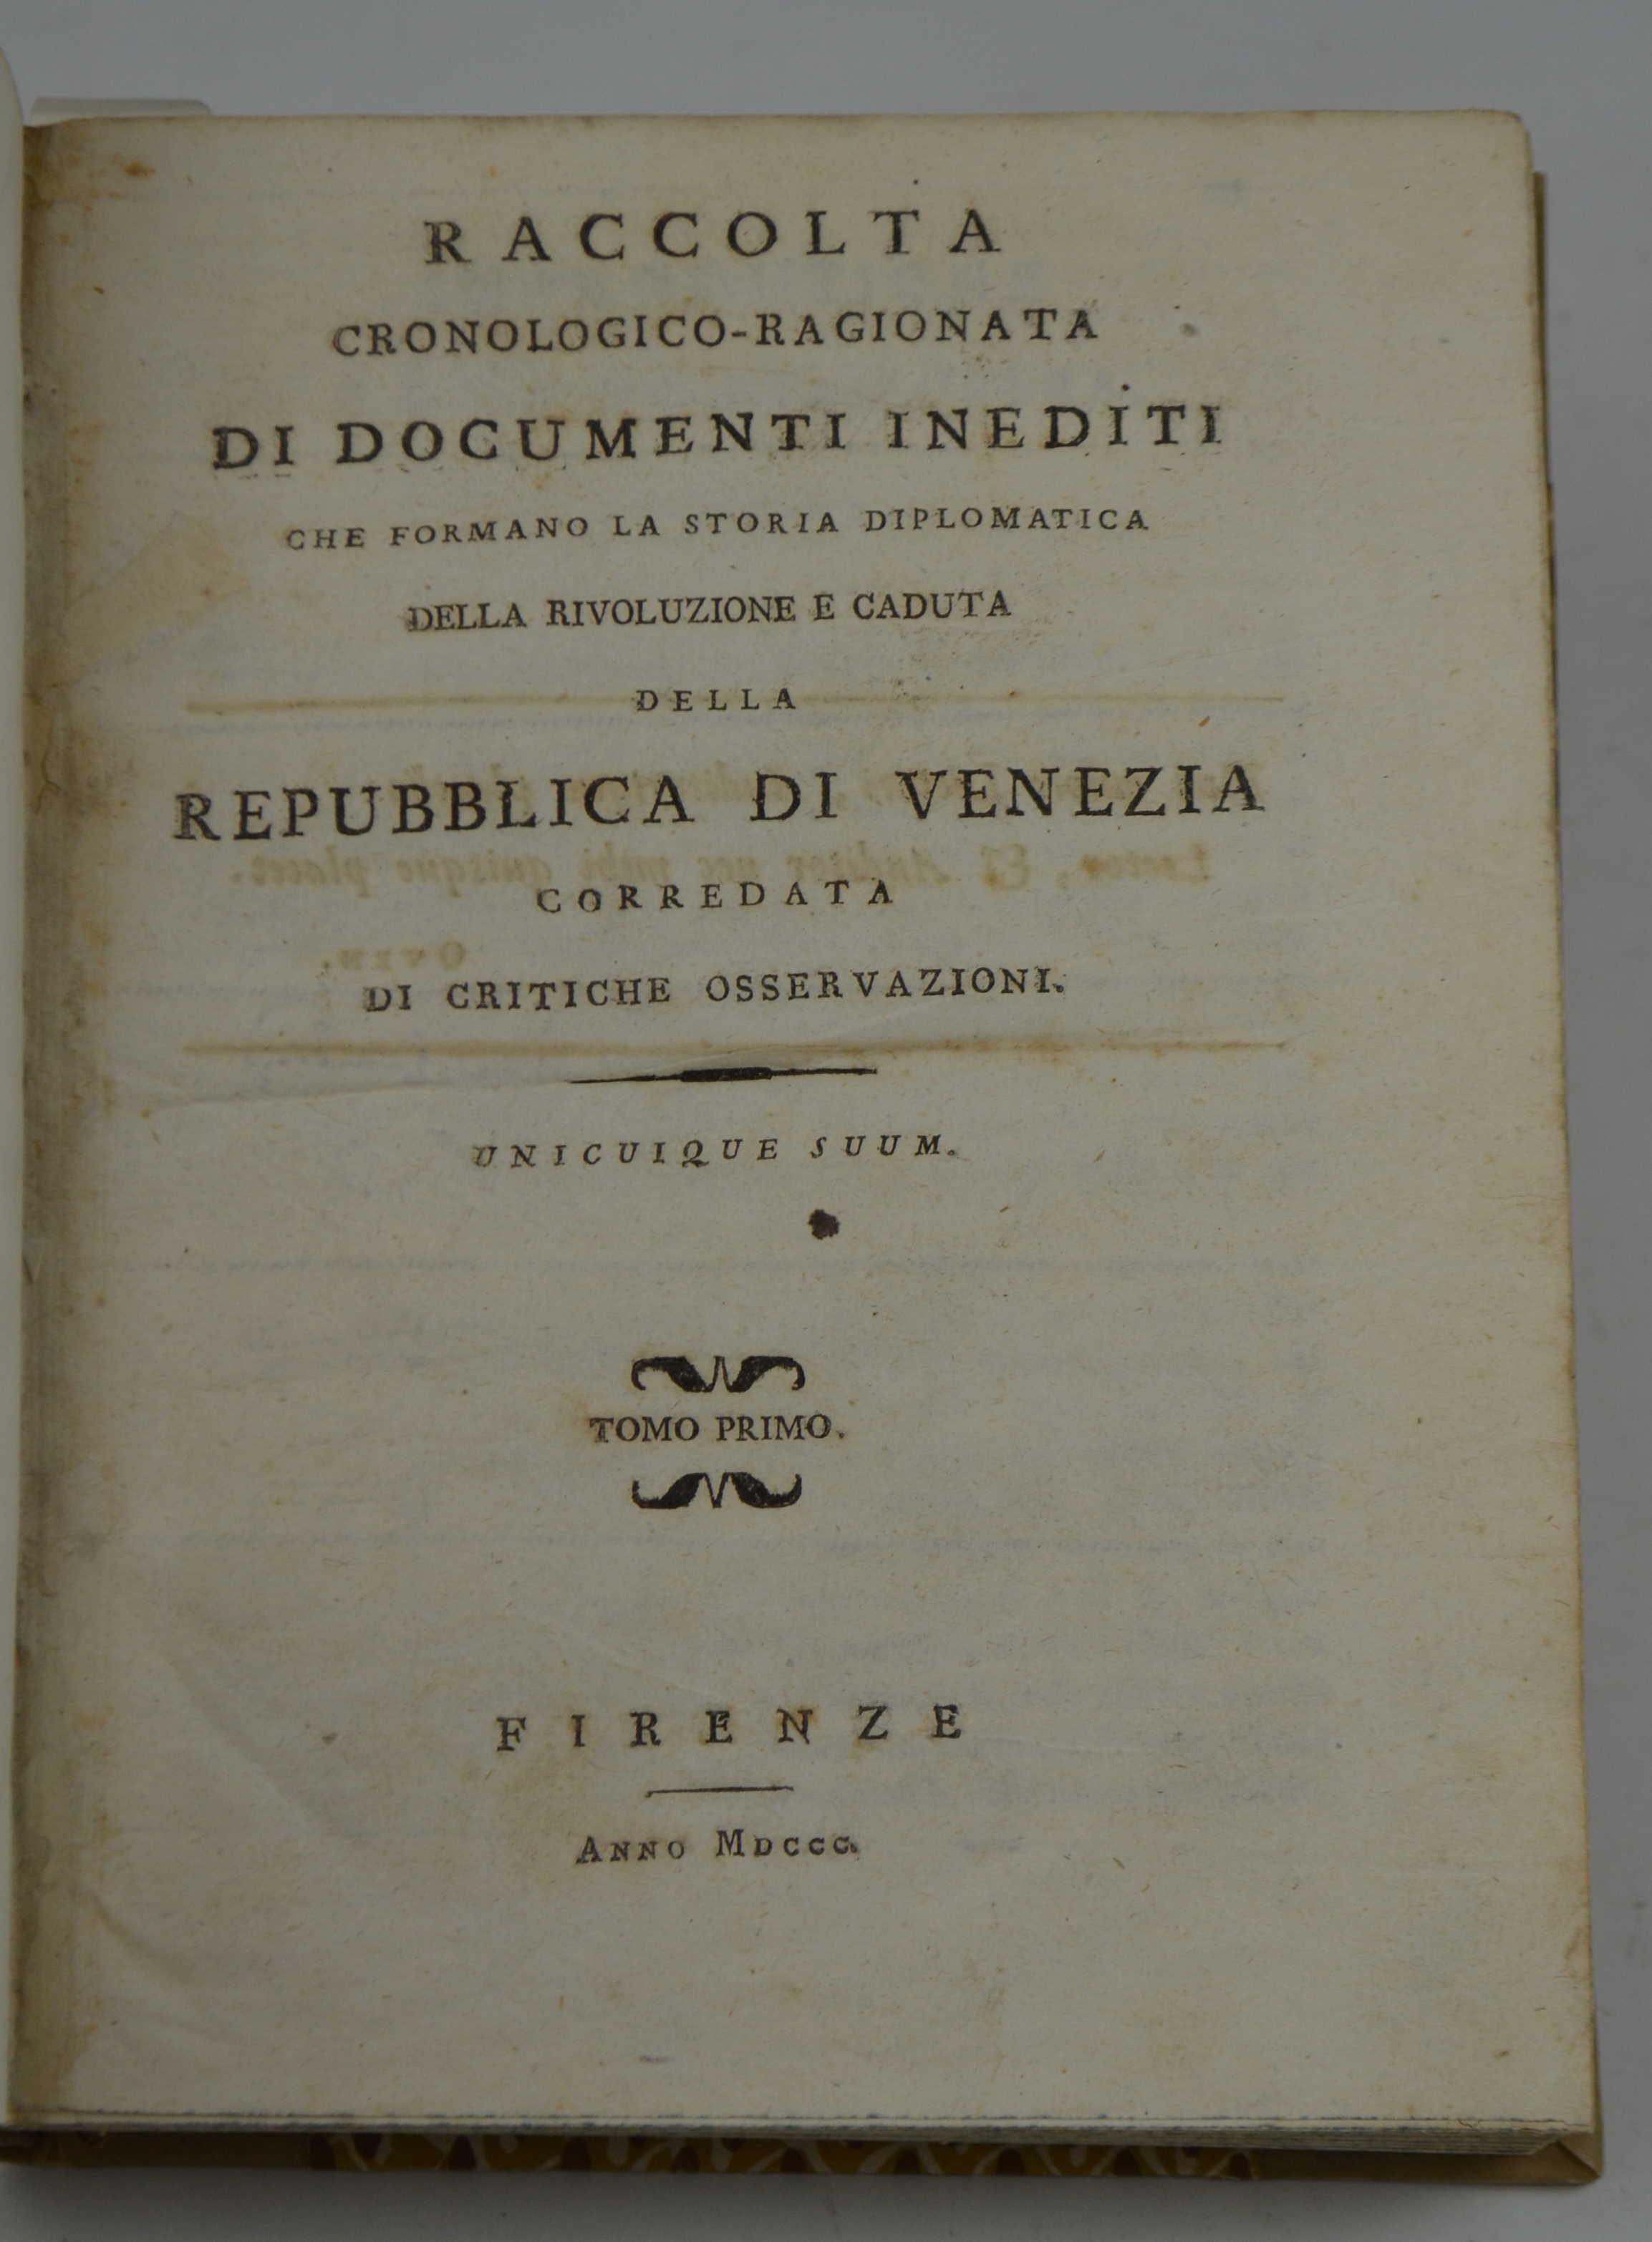 RACCOLTA
CRONOLOGICO-RAGIONATA
DI DOCUMENTI INEDITI
CHE FORMANO LA STORIA DIPLOMATICA
DELLA RIVOLUZIONE E CADUTA
DELLA
REPUBBLICA DI VENEZIA
CORREDATA
DI CRITICHE OSSERVAZIONI.
UNICUIQUE SUUM.
TOMO PRIMO.
FIRENZE
ANNO MDCCC.